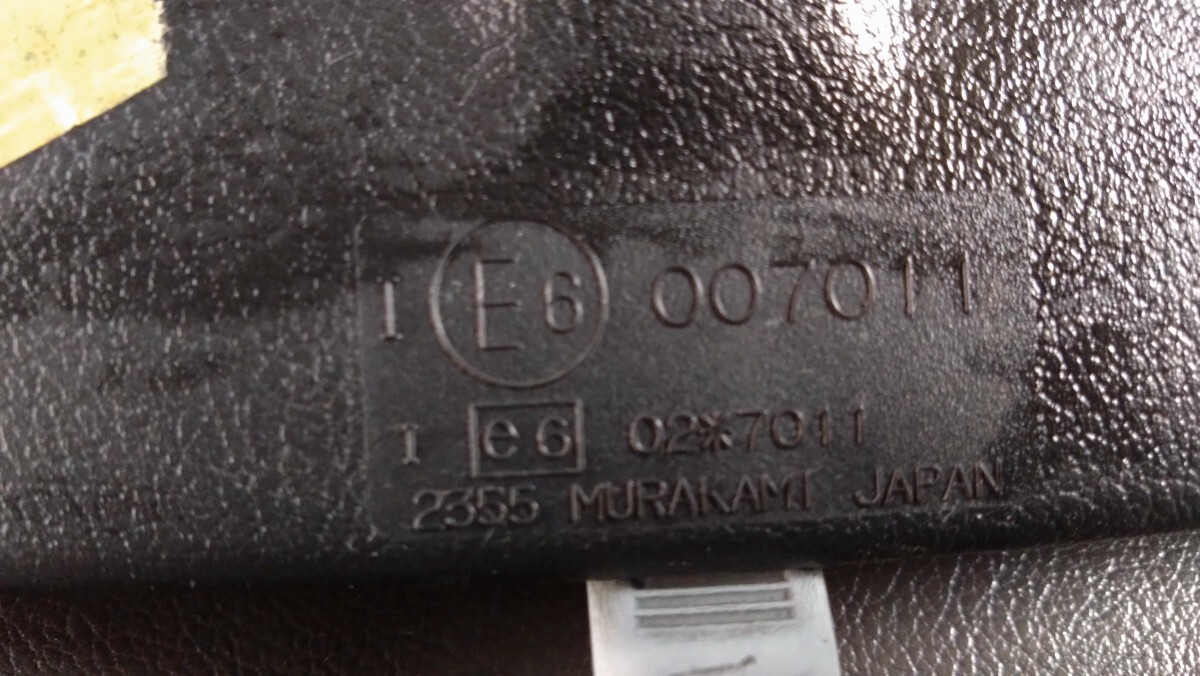 I E6 007011
I e6 02*7011
2355 MURAKAMI JAPAN